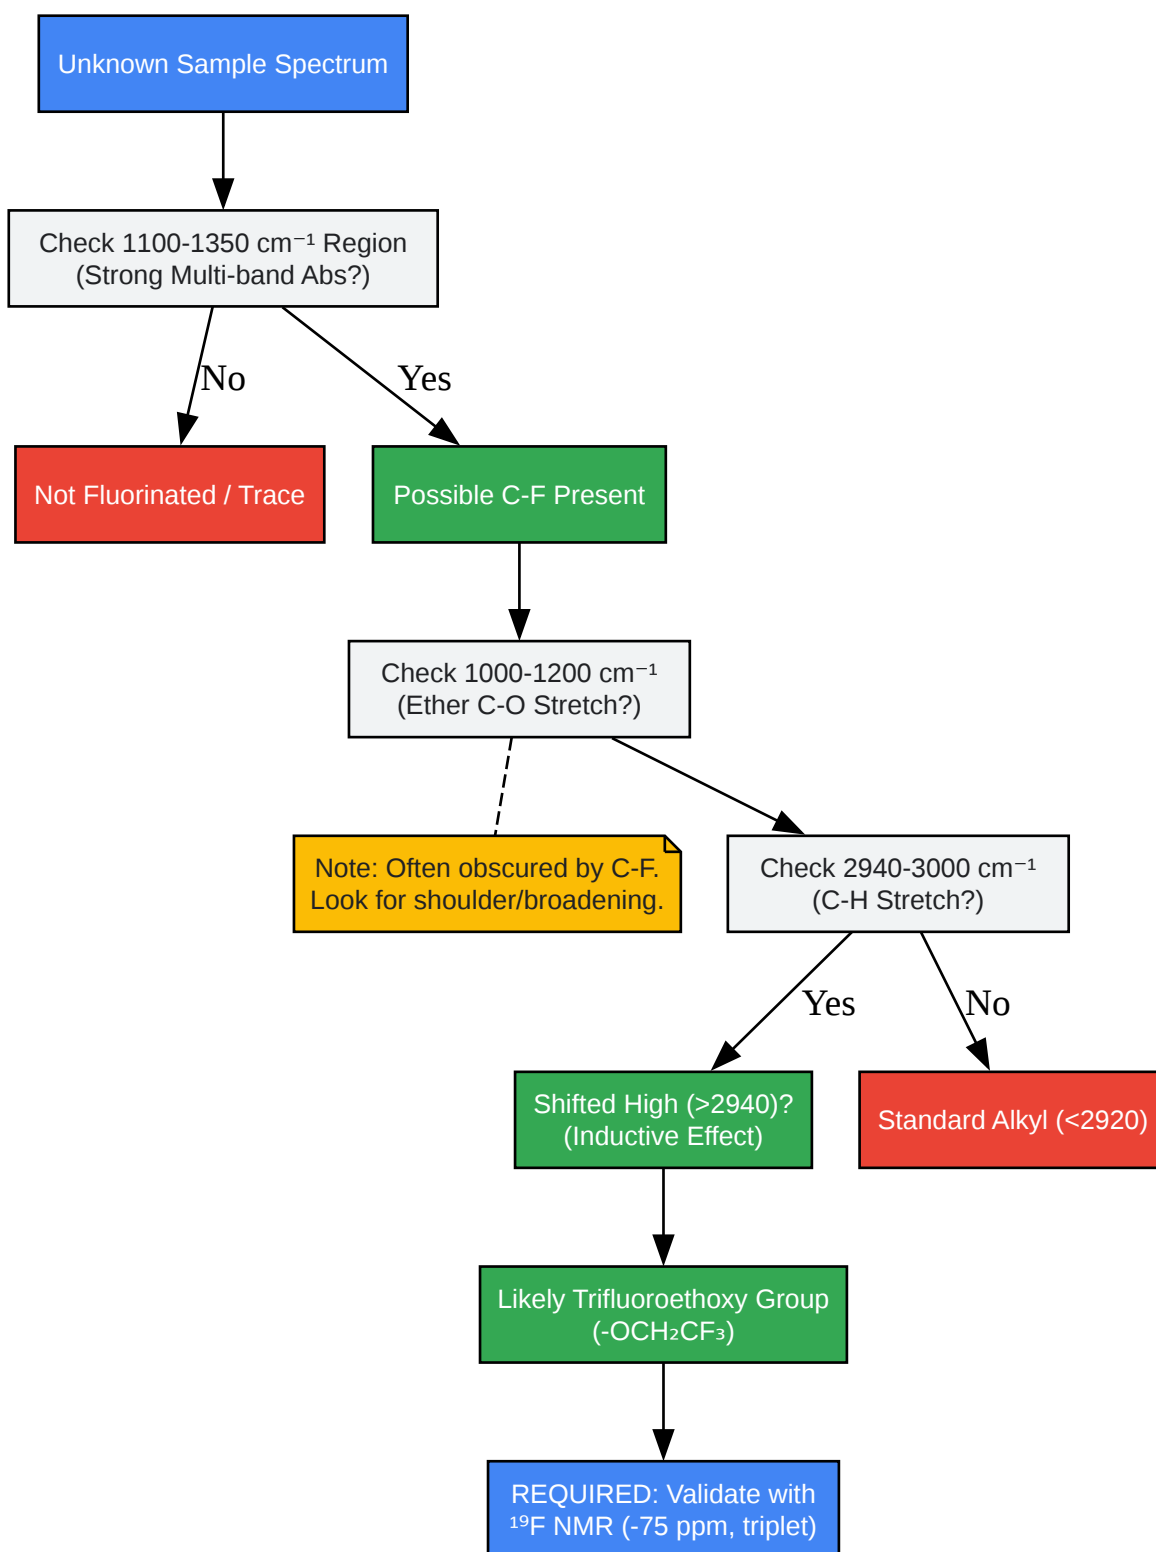 Unknown Sample Spectrum
Check 1100-1350 cm⁻¹ Region
(Strong Multi-band Abs?)
No
Yes
Not Fluorinated / Trace
Possible C-F Present
Check 1000-1200 cm⁻¹
(Ether C-O Stretch?)
Note: Often obscured by C-F.
Look for shoulder/broadening.
Check 2940-3000 cm⁻¹
(C-H Stretch?)
Yes
No
Shifted High (>2940)?
(Inductive Effect)
Standard Alkyl (<2920)
Likely Trifluoroethoxy Group
(-OCH₂CF₃)
REQUIRED: Validate with
¹⁹F NMR (-75 ppm, triplet)